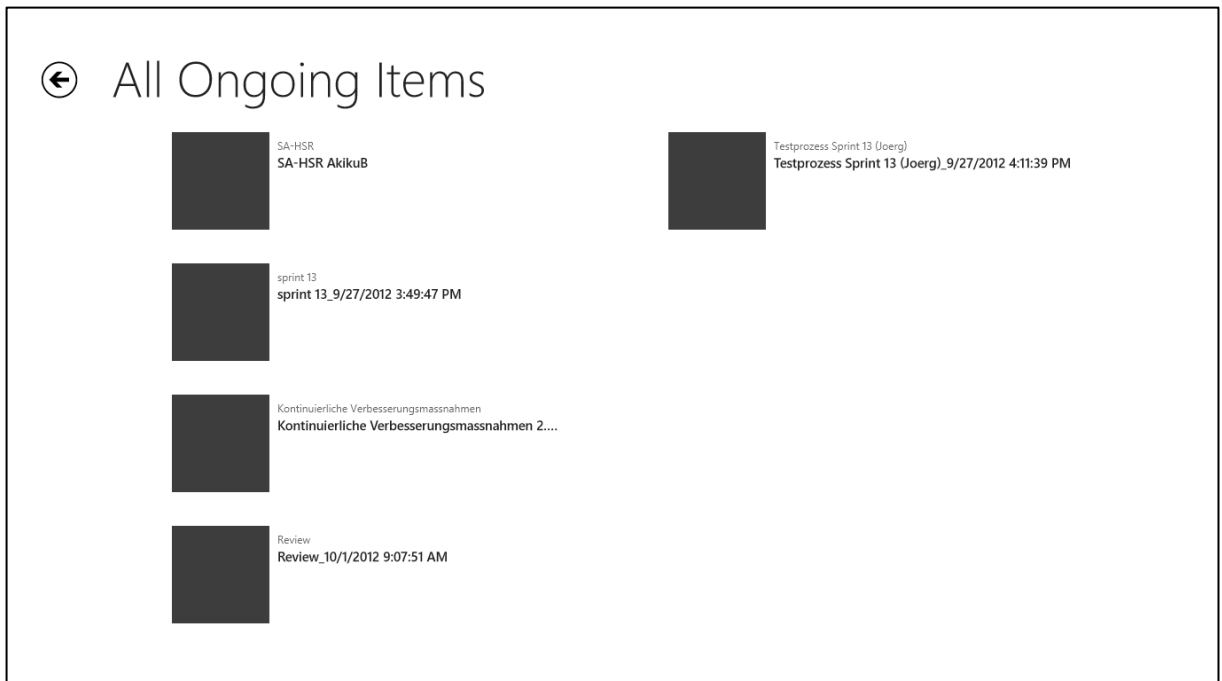 All Ongoing Items
SA-HSR
SA-HSR AkikuB
sprint 13
sprint 13_9/27/2012 3:49:47 PM
Kontinuierliche Verbesserungsmassnahmen
Kontinuierliche Verbesserungsmassnahmen 2....
Review
Review_10/1/2012 9:07:51 AM
Testprozess Sprint 13 (Joerg)
Testprozess Sprint 13 (Joerg)_9/27/2012 4:11:39 PM